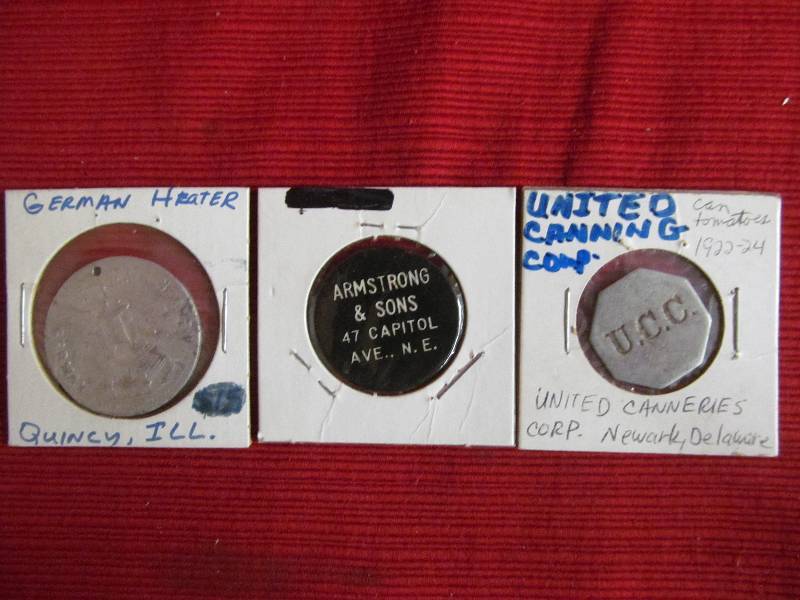 GERMAN HEATER
QUINCY, ILL.
ARMSTRONG
& SONS
47 CAPITOL
AVE., N. E.
UNITED
CANNING
CORP.
can
tomatoes
1922-24
U.C.C.
UNITED CANNERIES
CORP. Newark, Delaware